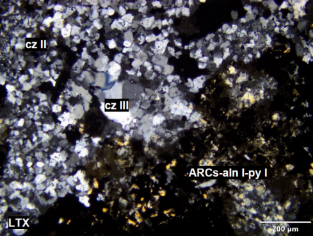 cz II
cz III
ARCs-aln I-py I
LTX
200 µm